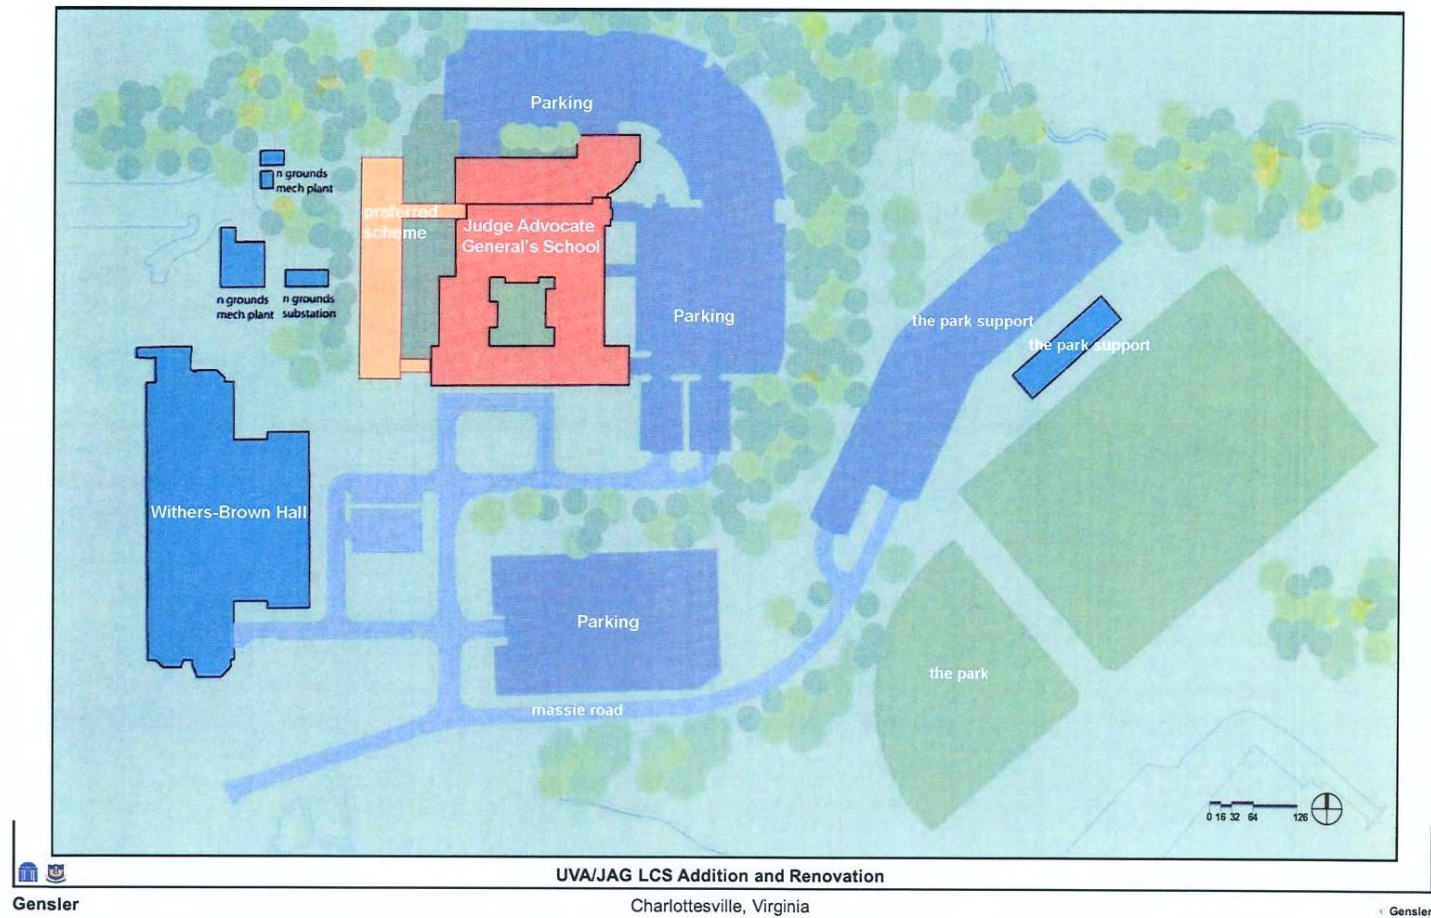 Parking
n grounds
mech plant
preferred
scheme
Judge Advocate
General's School
n grounds
mech plant
n grounds
substation
Parking
the park support
the park support
Withers-Brown Hall
Parking
the park
massie road
0 16 32 64 126
UVA/JAG LCS Addition and Renovation
Gensler
Charlottesville, Virginia
Gensler